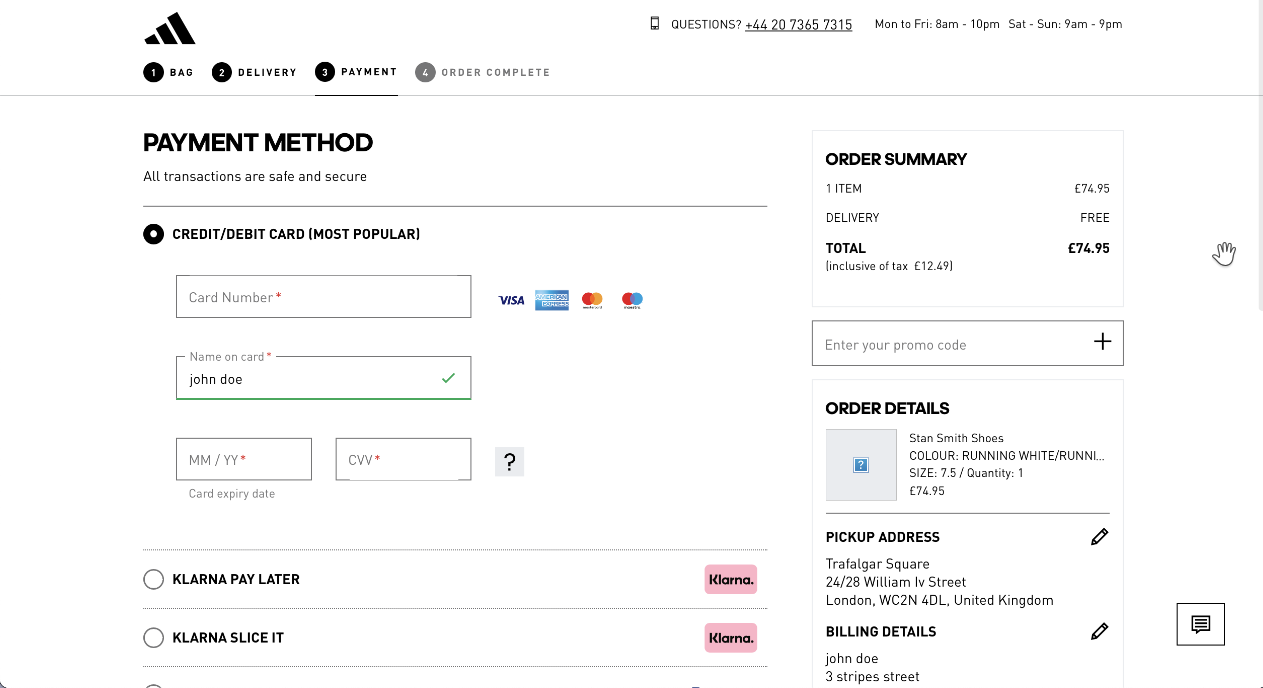 QUESTIONS? +44 20 7365 7315 Mon to Fri: 8am - 10pm Sat - Sun: 9am - 9pm
1 BAG 2 DELIVERY 3 PAYMENT 4 ORDER COMPLETE
PAYMENT METHOD
All transactions are safe and secure
CREDIT/DEBIT CARD (MOST POPULAR)
Card Number *
VISA
Name on card *
john doe
MM / YY *
CVV *
?
Card expiry date
KLARNA PAY LATER Klarna.
KLARNA SLICE IT Klarna.
ORDER SUMMARY
1 ITEM £74.95
DELIVERY FREE
TOTAL £74.95
(inclusive of tax £12.49)
Enter your promo code
ORDER DETAILS
?
Stan Smith Shoes
COLOUR: RUNNING WHITE/RUNNI...
SIZE: 7.5 / Quantity: 1
£74.95
PICKUP ADDRESS
Trafalgar Square
24/28 William Iv Street
London, WC2N 4DL, United Kingdom
BILLING DETAILS
john doe
3 stripes street